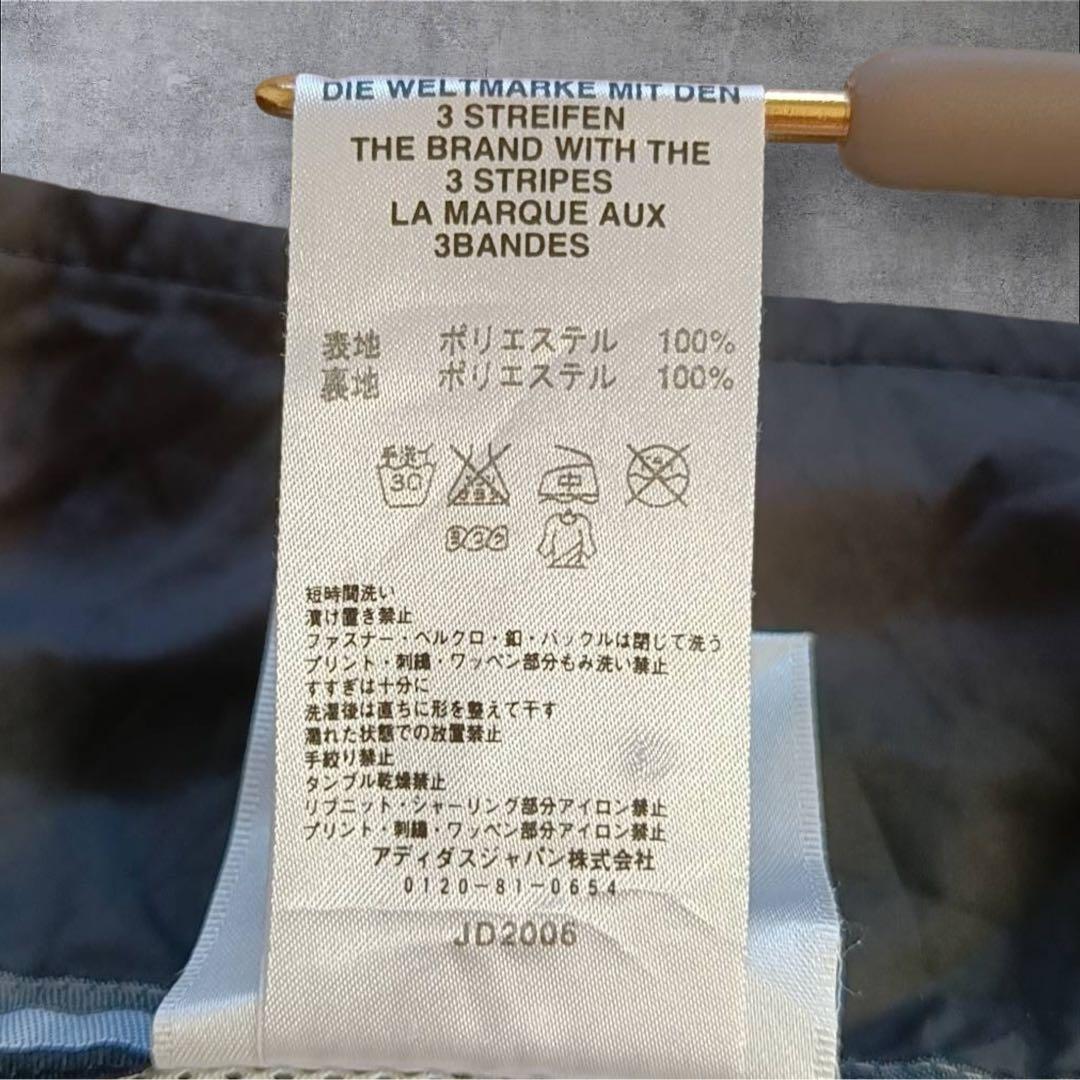 DIE WELTMARKE MIT DEN
3 STREIFEN
THE BRAND WITH THE
3 STRIPES
LA MARQUE AUX
3BANDES
表地 ポリエステル 100%
裏地 ポリエステル 100%
手洗イ
30
中
短時間洗い
漬け置き禁止
ファスナー・ベルクロ・釦・バックルは閉じて洗う
プリント・刺繍・ワッペン部分もみ洗い禁止
すすぎは十分に
洗濯後は直ちに形を整えて干す
濡れた状態での放置禁止
手絞り禁止
タンブル乾燥禁止
リブニット・シャーリング部分アイロン禁止
プリント・刺繍・ワッペン部分アイロン禁止
アディダスジャパン株式会社
0120-81-0654
JD2006